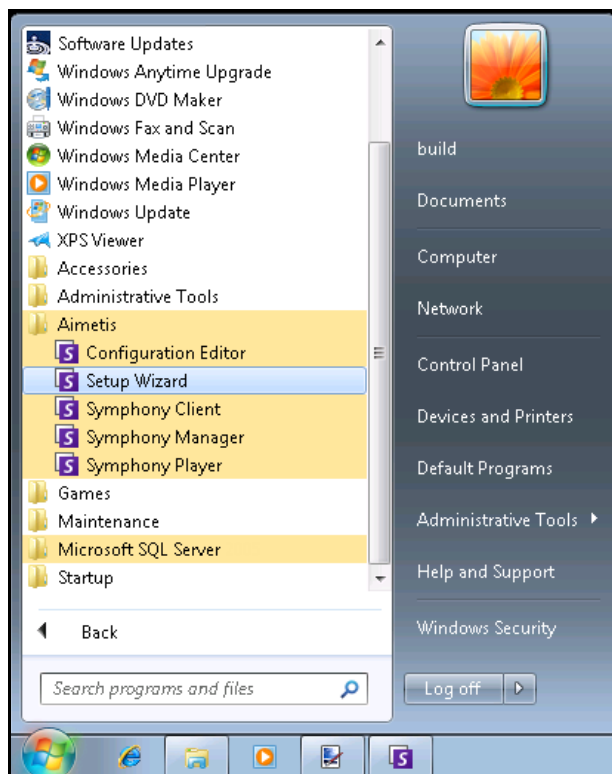 Software Updates
Windows Anytime Upgrade
Windows DVD Maker
Windows Fax and Scan
Windows Media Center
Windows Media Player
Windows Update
XPS Viewer
Accessories
Administrative Tools
Aimetis
Configuration Editor
Setup Wizard
Symphony Client
Symphony Manager
Symphony Player
Games
Maintenance
Microsoft SQL Server
Startup
Back
Search programs and files
build
Documents
Computer
Network
Control Panel
Devices and Printers
Default Programs
Administrative Tools
Help and Support
Windows Security
Log off